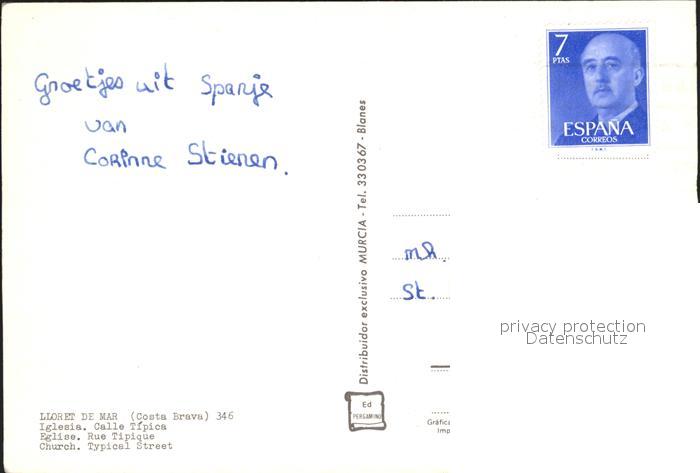 Groetjes uit Spanje
van
Corinne Stienen.
7
PTAS
ESPAÑA
CORREOS
Distribuidor exclusivo MURCIA - Tel. 330367 - Blanes
mh.
St.
privacy protection
Datenschutz
Ed
PERGAMINO
Gráfica
Imp
LLORET DE MAR (Costa Brava) 346
Iglesia. Calle Típica
Eglise. Rue Tipique
Church. Typical Street